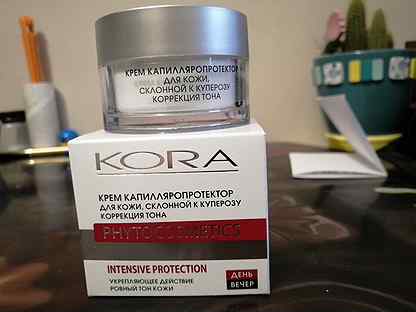 КРЕМ КАПИЛЛЯРОПРОТЕКТОР
ДЛЯ КОЖИ,
СКЛОННОЙ К КУПЕРОЗУ
КОРРЕКЦИЯ ТОНА
KORA
КРЕМ КАПИЛЛЯРОПРОТЕКТОР
ДЛЯ КОЖИ, СКЛОННОЙ К КУПЕРОЗУ
КОРРЕКЦИЯ ТОНА
PHYTOCOSMETICS
INTENSIVE PROTECTION
УКРЕПЛЯЮЩЕЕ ДЕЙСТВИЕ
РОВНЫЙ ТОН КОЖИ
ДЕНЬ
ВЕЧЕР